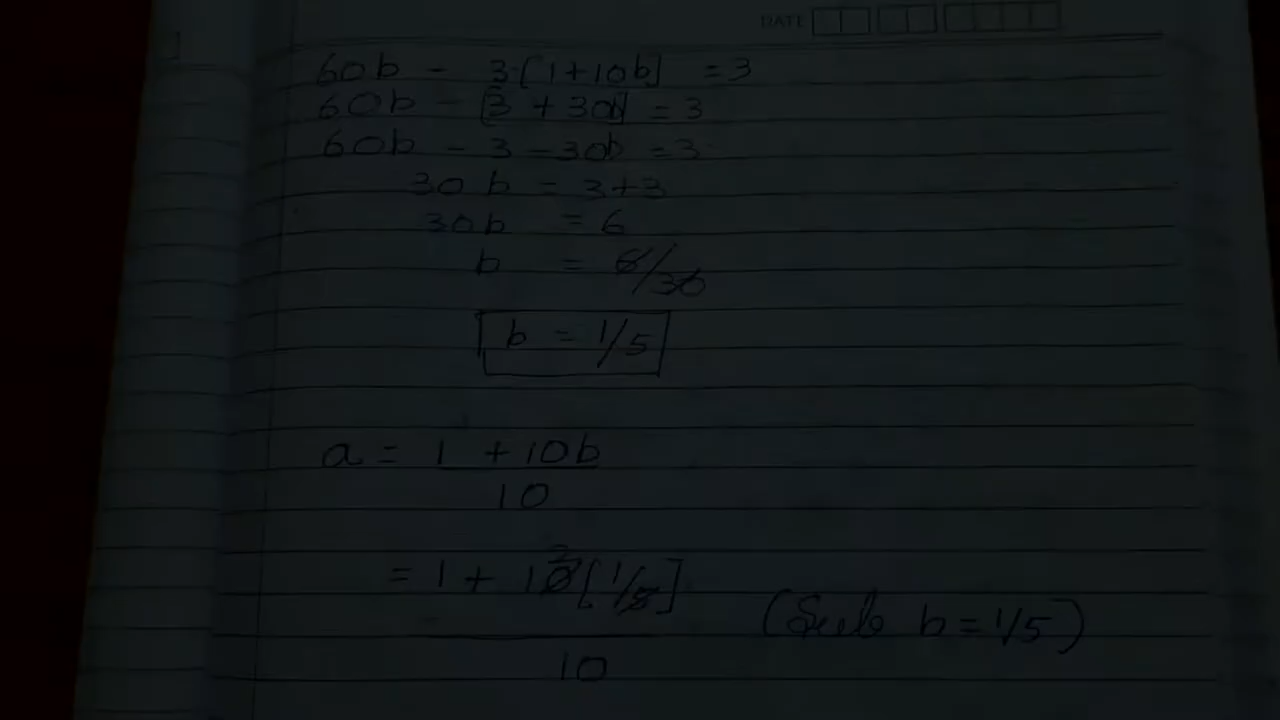 DATE
60b - 3[1+10b] = 3
60b - [3 + 30b] = 3
60b - 3 - 30b = 3
30b = 3+3
30b = 6
b = 6/30
b = 1/5
a = 1 + 10b
10
= 1 + 10 2 [1/5]
10
(Sub b = 1/5)